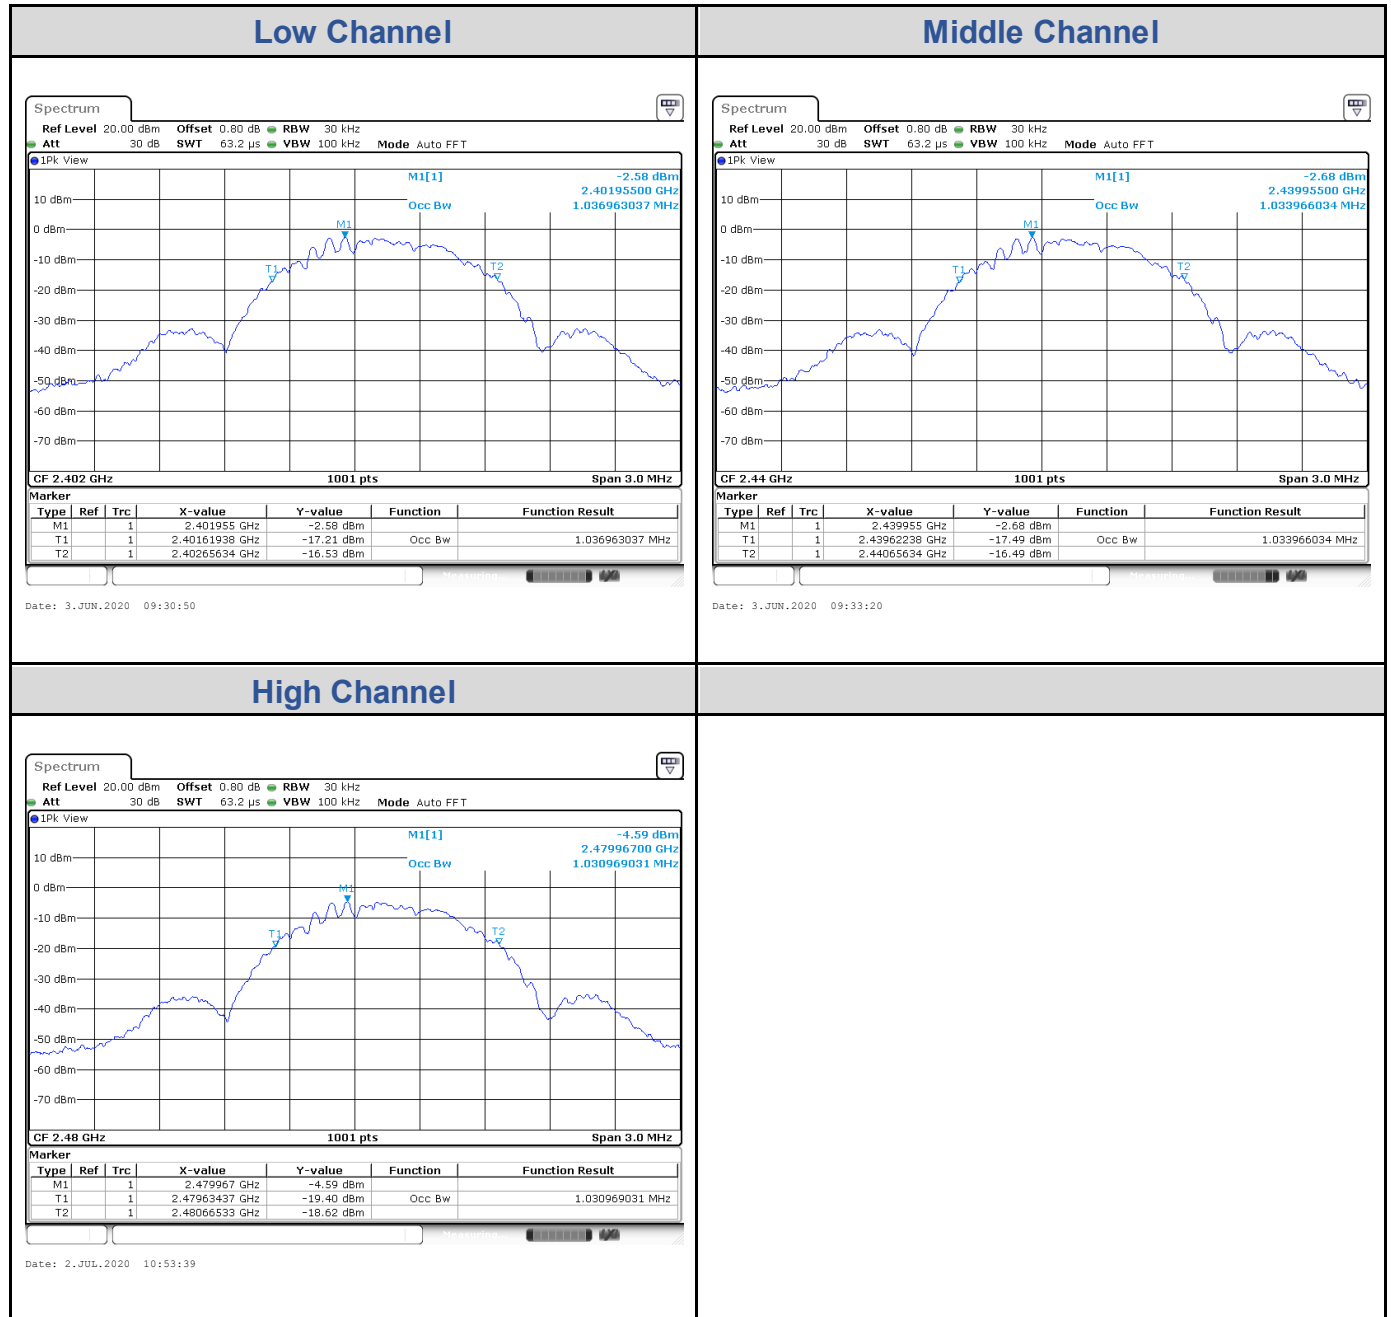 Low Channel
Spectrum
Ref Level 20.00 dBm Offset 0.80 dB RBW 30 kHz
Att 30 dB SWT 63.2 µs VBW 100 kHz Mode Auto FFT
1Pk View
M1[1] -2.58 dBm
2.40195500 GHz
Occ Bw 1.036963037 MHz
10 dBm
0 dBm
M1
-10 dBm
T1
T2
-20 dBm
-30 dBm
-40 dBm
-50 dBm
-60 dBm
-70 dBm
CF 2.402 GHz 1001 pts Span 3.0 MHz
Marker
Type Ref Trc X-value Y-value Function Function Result
M1 1 2.401955 GHz -2.58 dBm
T1 1 2.40161938 GHz -17.21 dBm Occ Bw 1.036963037 MHz
T2 1 2.40265634 GHz -16.53 dBm
Measuring...
Date: 3.JUN.2020 09:30:50
Middle Channel
Spectrum
Ref Level 20.00 dBm Offset 0.80 dB RBW 30 kHz
Att 30 dB SWT 63.2 µs VBW 100 kHz Mode Auto FFT
1Pk View
M1[1] -2.68 dBm
2.43995500 GHz
Occ Bw 1.033966034 MHz
10 dBm
0 dBm
M1
-10 dBm
T1
T2
-20 dBm
-30 dBm
-40 dBm
-50 dBm
-60 dBm
-70 dBm
CF 2.44 GHz 1001 pts Span 3.0 MHz
Marker
Type Ref Trc X-value Y-value Function Function Result
M1 1 2.439955 GHz -2.68 dBm
T1 1 2.43962238 GHz -17.49 dBm Occ Bw 1.033966034 MHz
T2 1 2.44065634 GHz -16.49 dBm
Measuring...
Date: 3.JUN.2020 09:33:20
High Channel
Spectrum
Ref Level 20.00 dBm Offset 0.80 dB RBW 30 kHz
Att 30 dB SWT 63.2 µs VBW 100 kHz Mode Auto FFT
1Pk View
M1[1] -4.59 dBm
2.47996700 GHz
Occ Bw 1.030969031 MHz
10 dBm
0 dBm
M1
-10 dBm
T1
T2
-20 dBm
-30 dBm
-40 dBm
-50 dBm
-60 dBm
-70 dBm
CF 2.48 GHz 1001 pts Span 3.0 MHz
Marker
Type Ref Trc X-value Y-value Function Function Result
M1 1 2.479967 GHz -4.59 dBm
T1 1 2.47963437 GHz -19.40 dBm Occ Bw 1.030969031 MHz
T2 1 2.48066533 GHz -18.62 dBm
Measuring...
Date: 2.JUL.2020 10:53:39